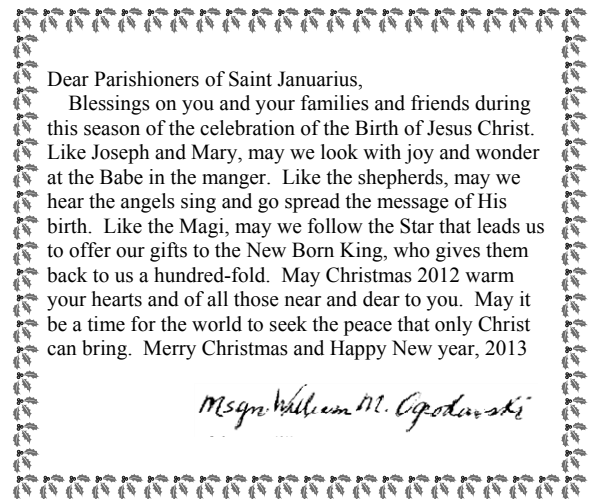 Dear Parishioners of Saint Januarius,
Blessings on you and your families and friends during
this season of the celebration of the Birth of Jesus Christ.
Like Joseph and Mary, may we look with joy and wonder
at the Babe in the manger.  Like the shepherds, may we
hear the angels sing and go spread the message of His
birth.  Like the Magi, may we follow the Star that leads us
to offer our gifts to the New Born King, who gives them
back to us a hundred-fold.  May Christmas 2012 warm
your hearts and of all those near and dear to you.  May it
be a time for the world to seek the peace that only Christ
can bring.  Merry Christmas and Happy New year, 2013
Msgr. William M. Ogrodowski